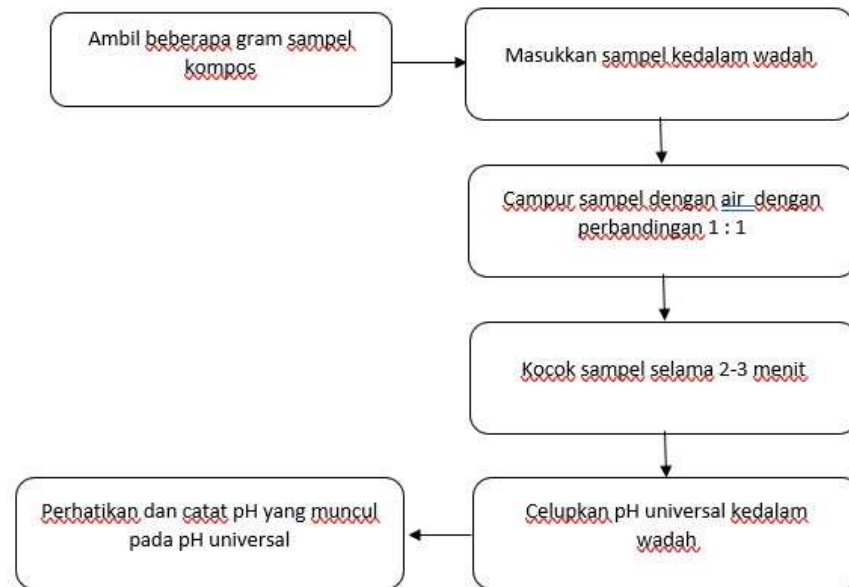 Ambil beberapa gram sampel
kompos
Masukkan sampel kedalam wadah
Campur sampel dengan air dengan
perbandingan 1 : 1
Kocok sampel selama 2-3 menit
Celupkan pH universal kedalam
wadah
Perhatikan dan catat pH yang muncul
pada pH universal